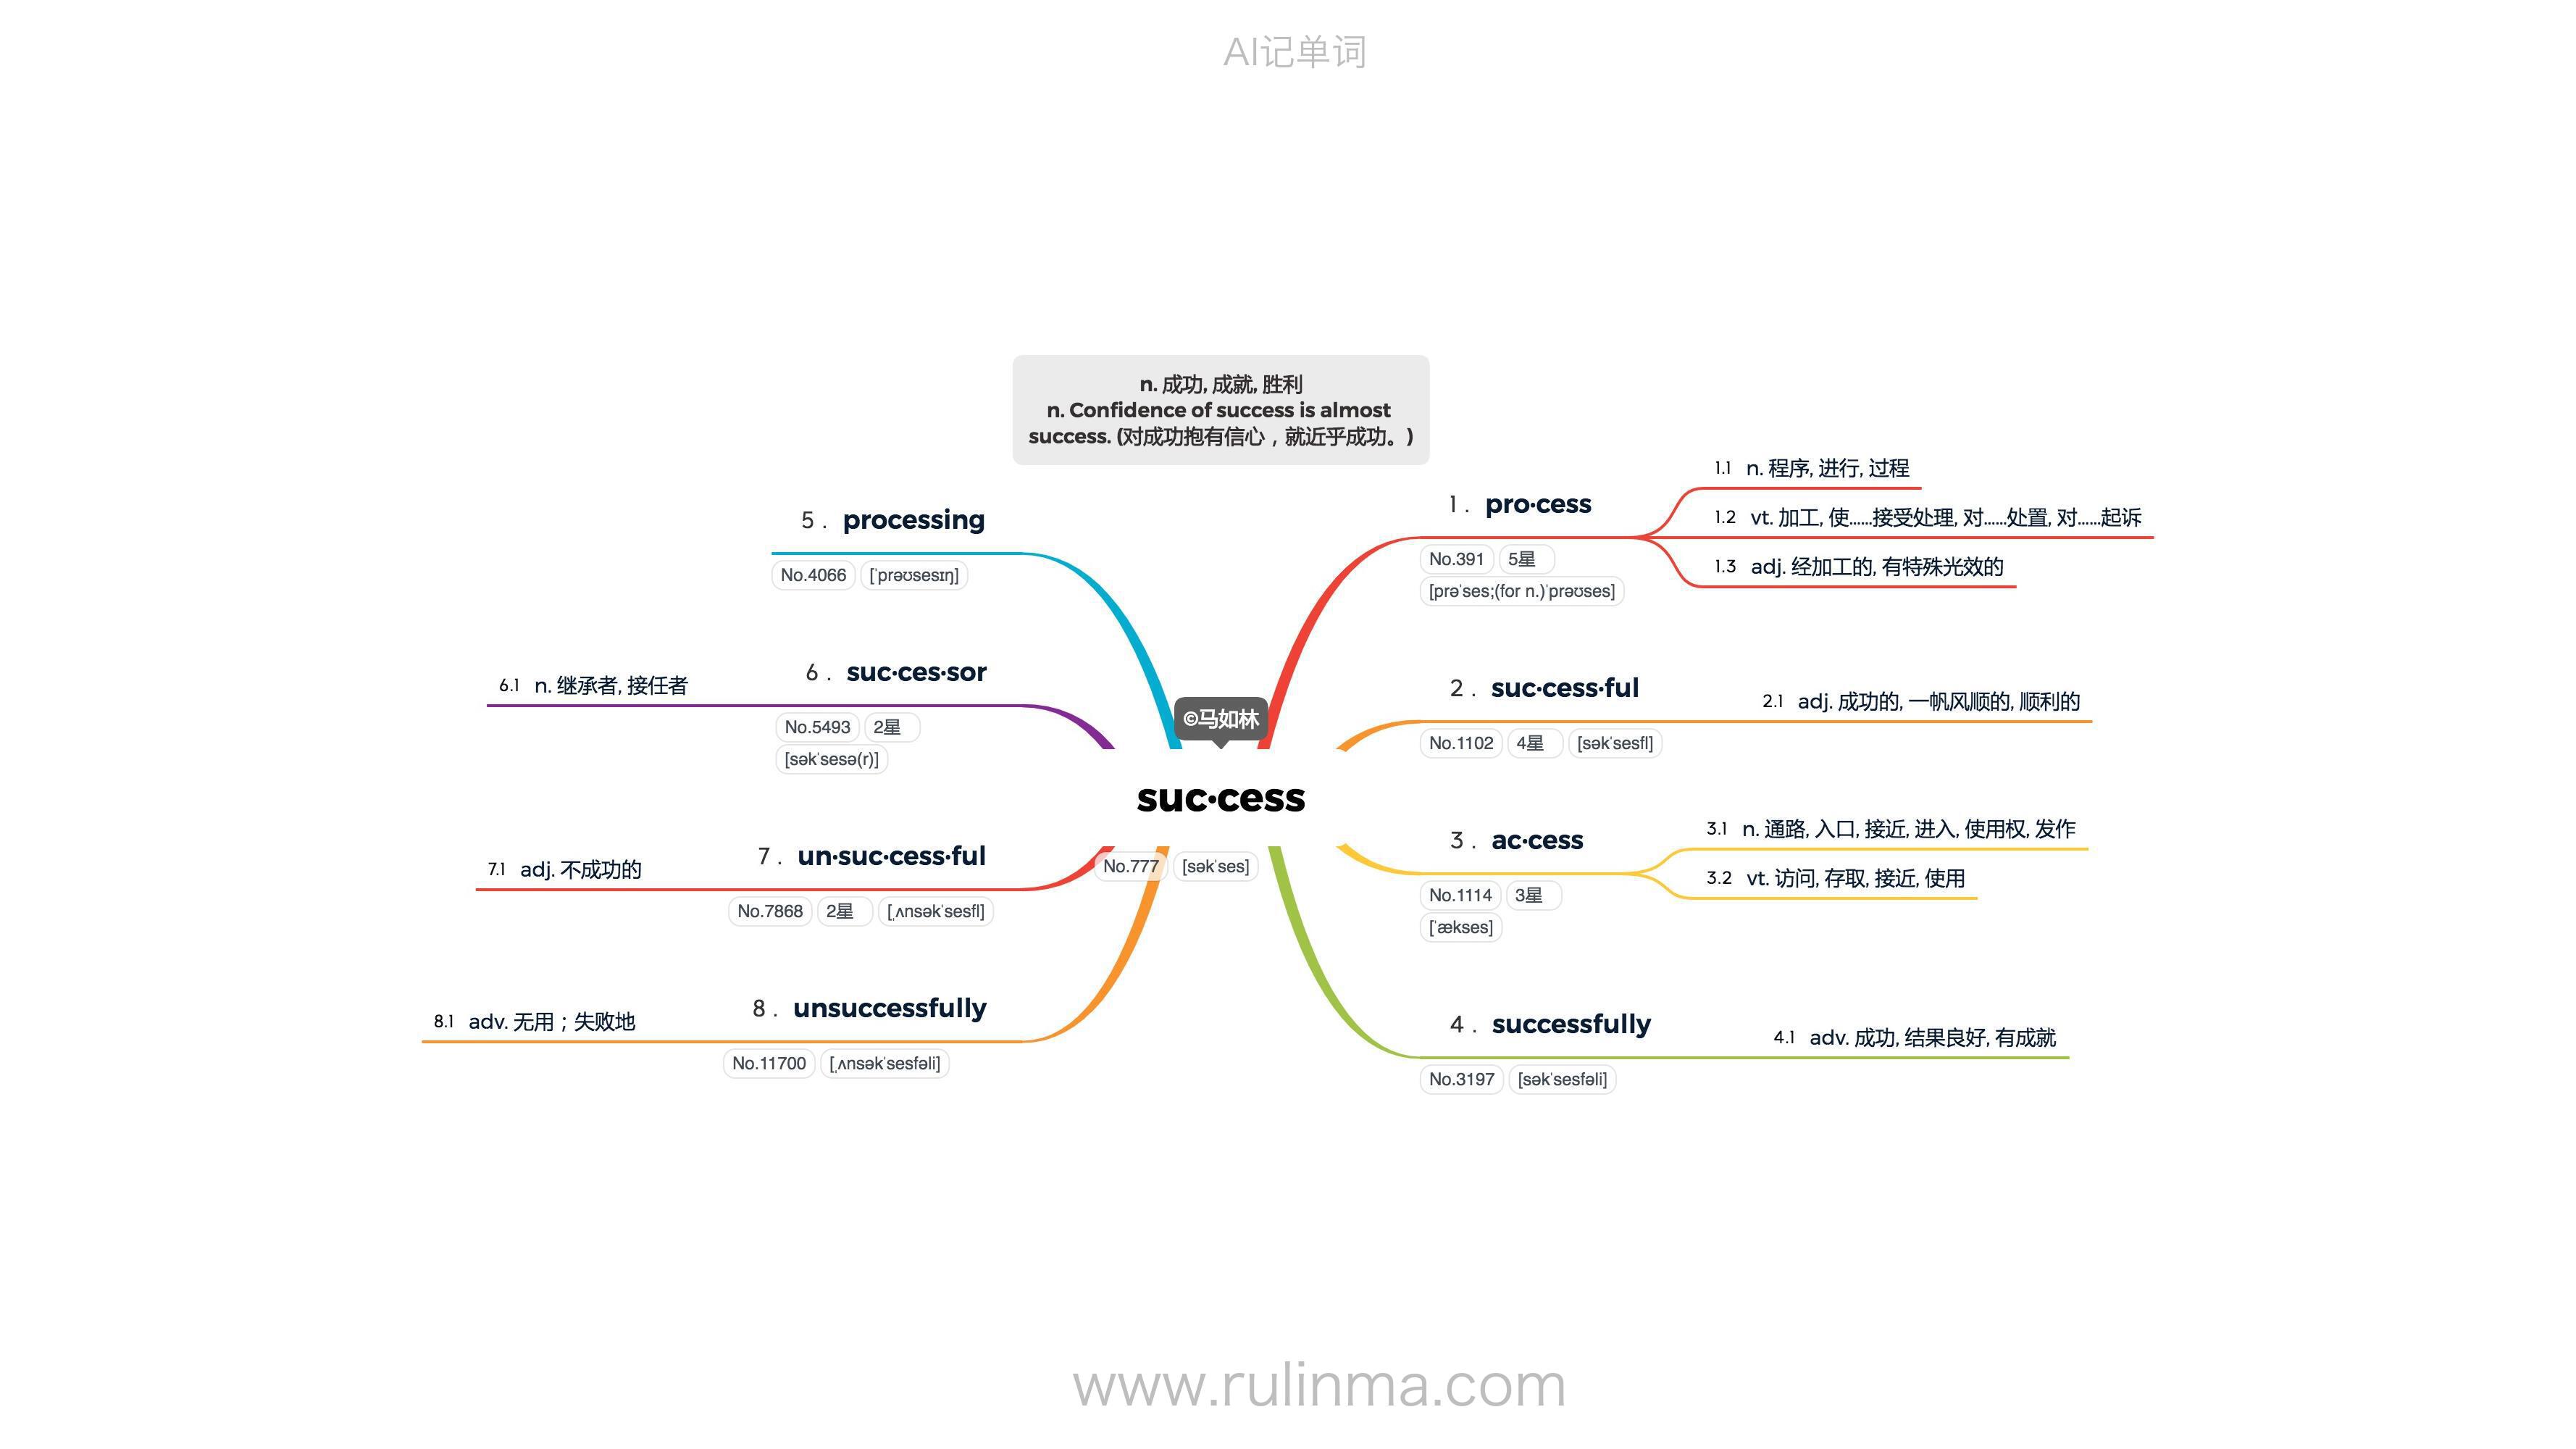 AI记单词
n. 成功, 成就, 胜利
n. Confidence of success is almost
success. (对成功抱有信心，就近乎成功。)
©马如林
suc·cess
No.777 [səkˈses]
1 . pro·cess
No.391 5星
[prəˈses;(for n.)ˈprəʊses]
1.1 n. 程序, 进行, 过程
1.2 vt. 加工, 使……接受处理, 对……处置, 对……起诉
1.3 adj. 经加工的, 有特殊光效的
2 . suc·cess·ful
No.1102 4星 [səkˈsesfl]
2.1 adj. 成功的, 一帆风顺的, 顺利的
3 . ac·cess
No.1114 3星
[ˈækses]
3.1 n. 通路, 入口, 接近, 进入, 使用权, 发作
3.2 vt. 访问, 存取, 接近, 使用
4 . successfully
No.3197 [səkˈsesfəli]
4.1 adv. 成功, 结果良好, 有成就
5 . processing
No.4066 [ˈprəʊsesɪŋ]
6 . suc·ces·sor
No.5493 2星
[səkˈsesə(r)]
6.1 n. 继承者, 接任者
7 . un·suc·cess·ful
No.7868 2星 [ˌʌnsəkˈsesfl]
7.1 adj. 不成功的
8 . unsuccessfully
No.11700 [ˌʌnsəkˈsesfəli]
8.1 adv. 无用；失败地
www.rulinma.com